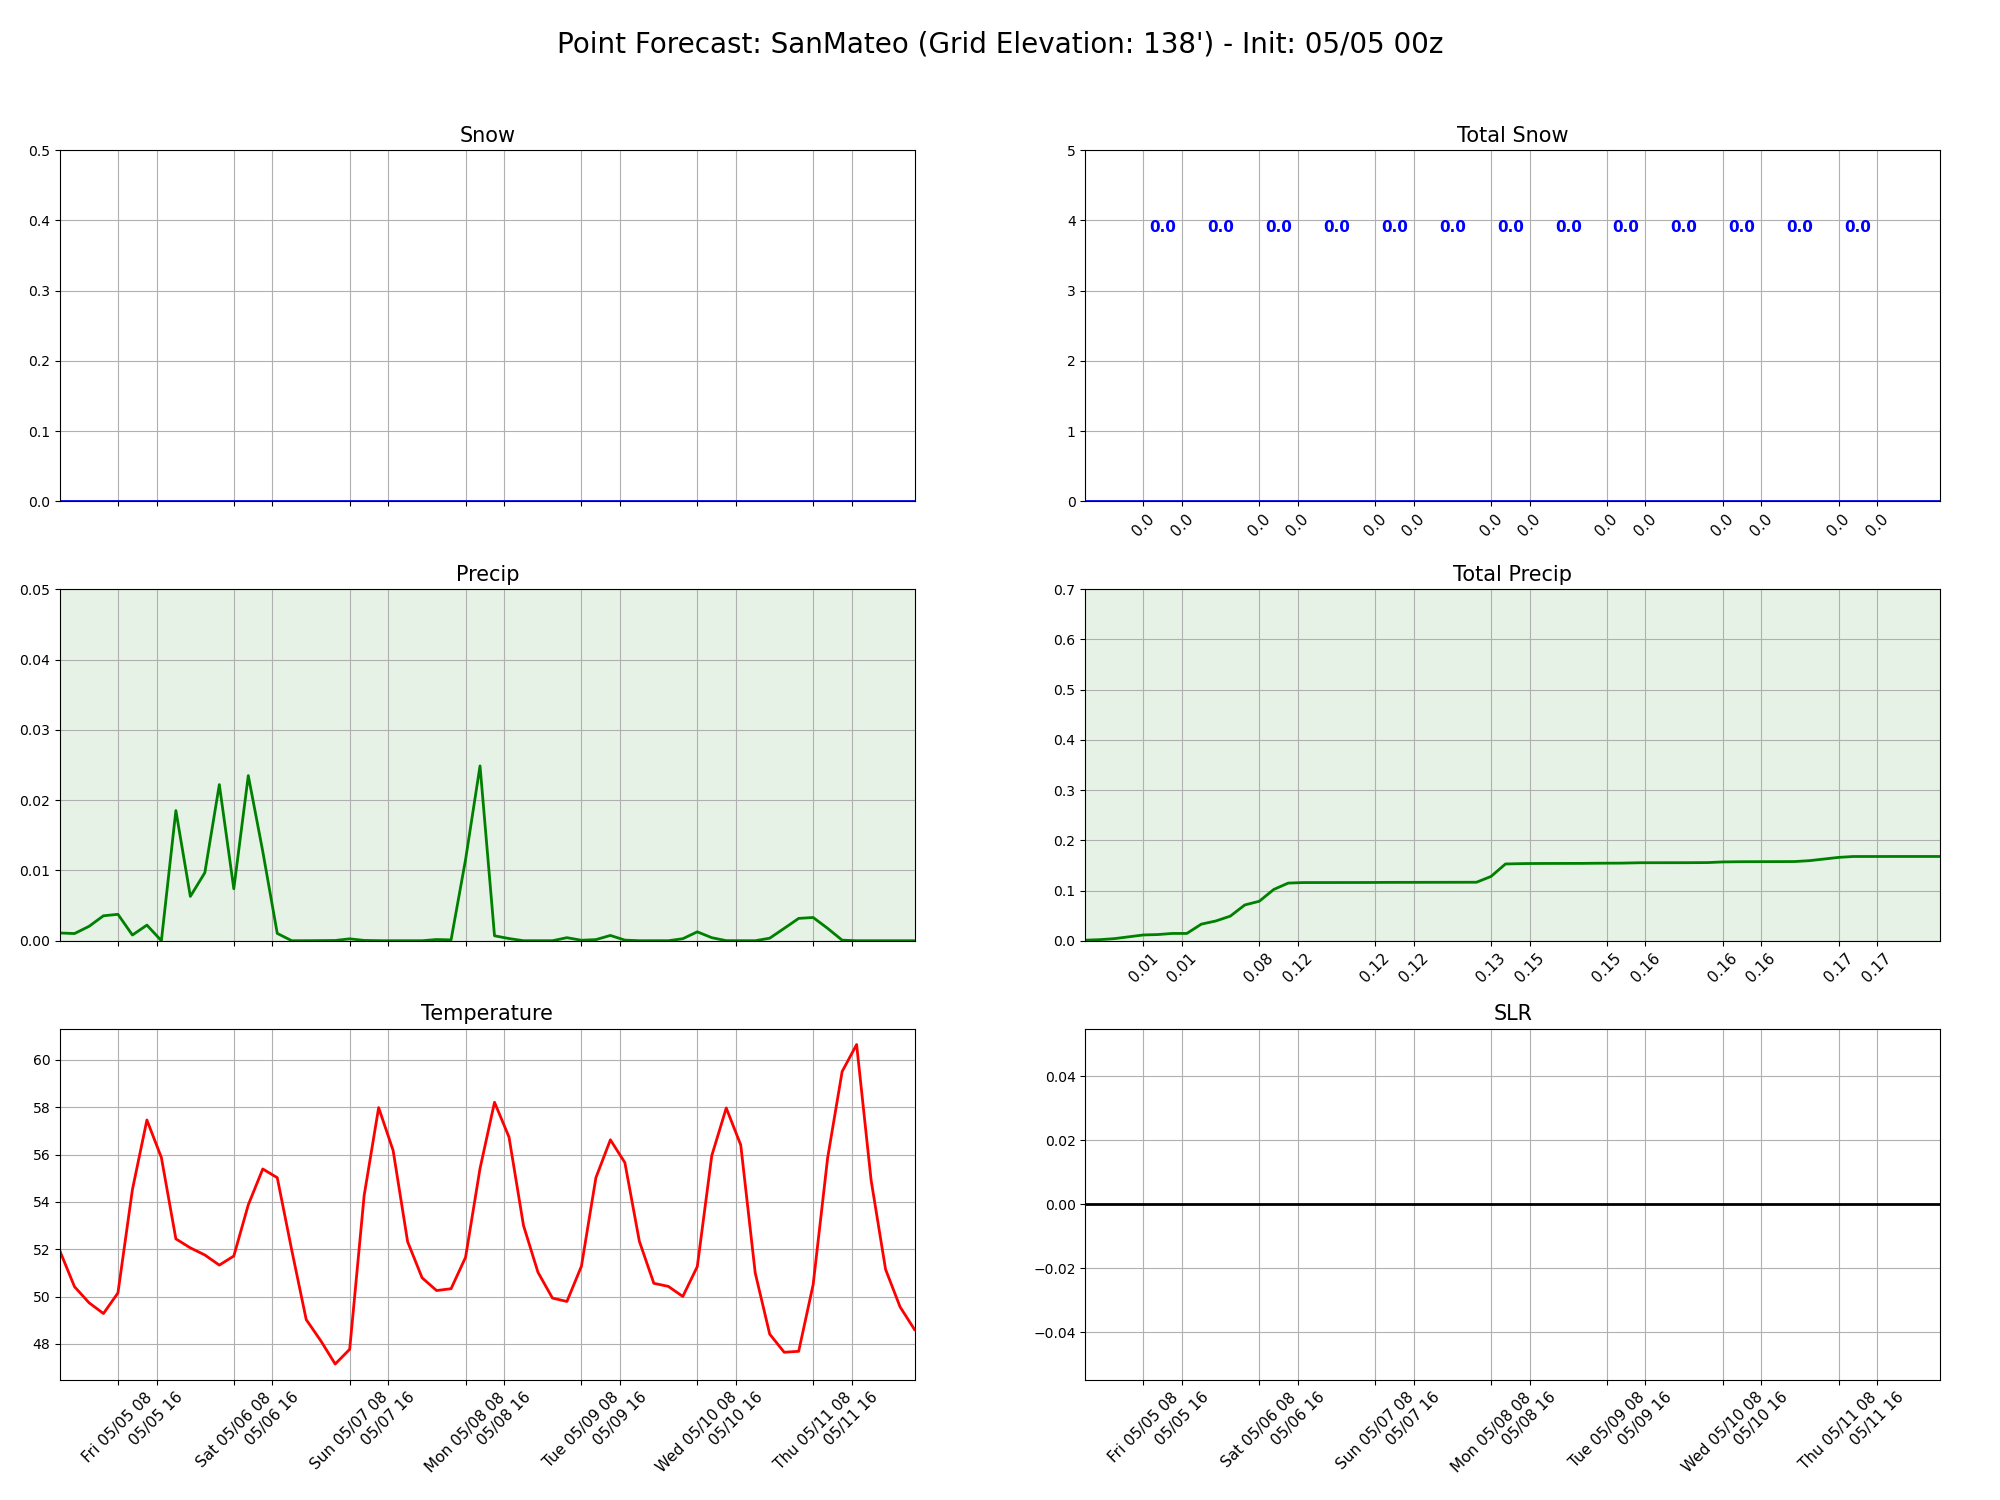 Point Forecast: SanMateo (Grid Elevation: 138') - Init: 05/05 00z
Snow
0.5
0.4
0.3
0.2
0.1
0.0
Total Snow
5
4
3
2
1
0
0.0 0.0 0.0 0.0 0.0 0.0 0.0 0.0 0.0 0.0 0.0 0.0 0.0
0.0 0.0 0.0 0.0 0.0 0.0 0.0 0.0 0.0 0.0 0.0 0.0 0.0 0.0
Precip
0.05
0.04
0.03
0.02
0.01
0.00
Total Precip
0.7
0.6
0.5
0.4
0.3
0.2
0.1
0.0
0.01 0.01 0.08 0.12 0.12 0.12 0.13 0.15 0.15 0.16 0.16 0.16 0.17 0.17
Temperature
60
58
56
54
52
50
48
Fri 05/05 08
05/05 16
Sat 05/06 08
05/06 16
Sun 05/07 08
05/07 16
Mon 05/08 08
05/08 16
Tue 05/09 08
05/09 16
Wed 05/10 08
05/10 16
Thu 05/11 08
05/11 16
SLR
0.04
0.02
0.00
−0.02
−0.04
Fri 05/05 08
05/05 16
Sat 05/06 08
05/06 16
Sun 05/07 08
05/07 16
Mon 05/08 08
05/08 16
Tue 05/09 08
05/09 16
Wed 05/10 08
05/10 16
Thu 05/11 08
05/11 16